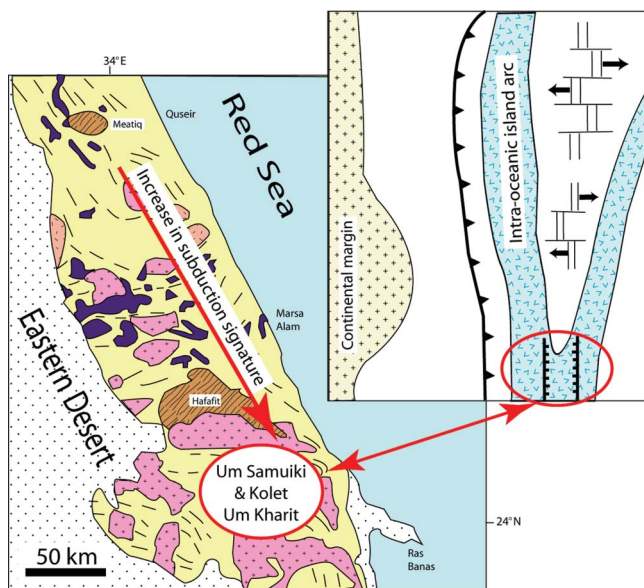 34°E
Meatiq
Quseir
Red Sea
Increase in subduction signature
Marsa
Alam
Eastern Desert
Hafafit
Um Samuiki
& Kolet
Um Kharit
24°N
Ras
Banas
50 km
Continental margin
Intra-oceanic island arc